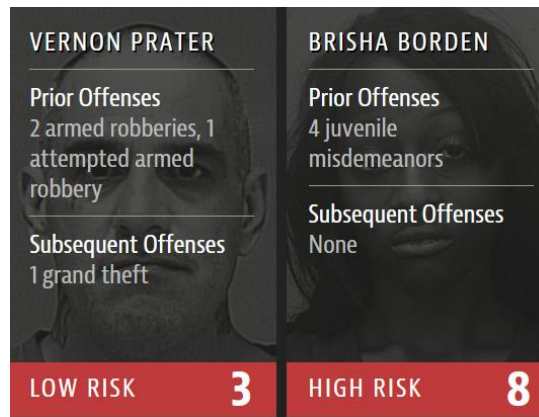 VERNON PRATER
Prior Offenses
2 armed robberies, 1
attempted armed
robbery
Subsequent Offenses
1 grand theft
LOW RISK 3
BRISHA BORDEN
Prior Offenses
4 juvenile
misdemeanors
Subsequent Offenses
None
HIGH RISK 8